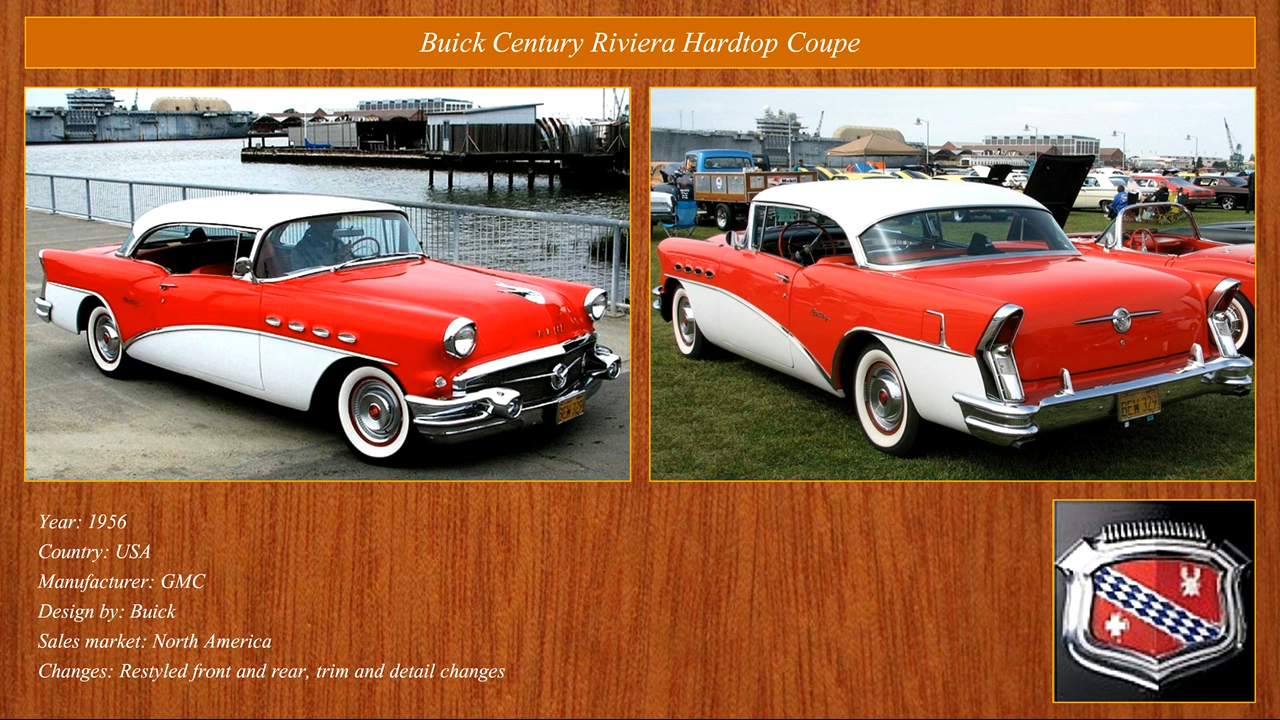 Buick Century Riviera Hardtop Coupe
Year: 1956
Country: USA
Manufacturer: GMC
Design by: Buick
Sales market: North America
Changes: Restyled front and rear, trim and detail changes